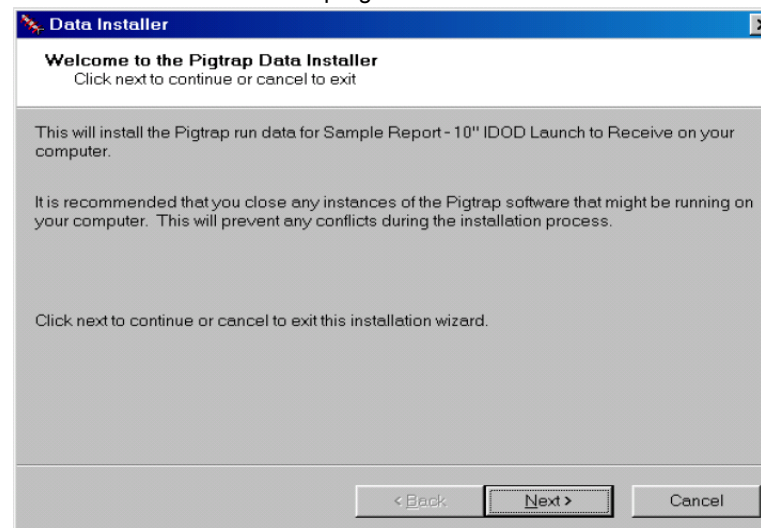 Data Installer
Welcome to the Pigtrap Data Installer
Click next to continue or cancel to exit
This will install the Pigtrap run data for Sample Report - 10" IDOD Launch to Receive on your
computer.
It is recommended that you close any instances of the Pigtrap software that might be running on
your computer. This will prevent any conflicts during the installation process.
Click next to continue or cancel to exit this installation wizard.
< Back Next > Cancel